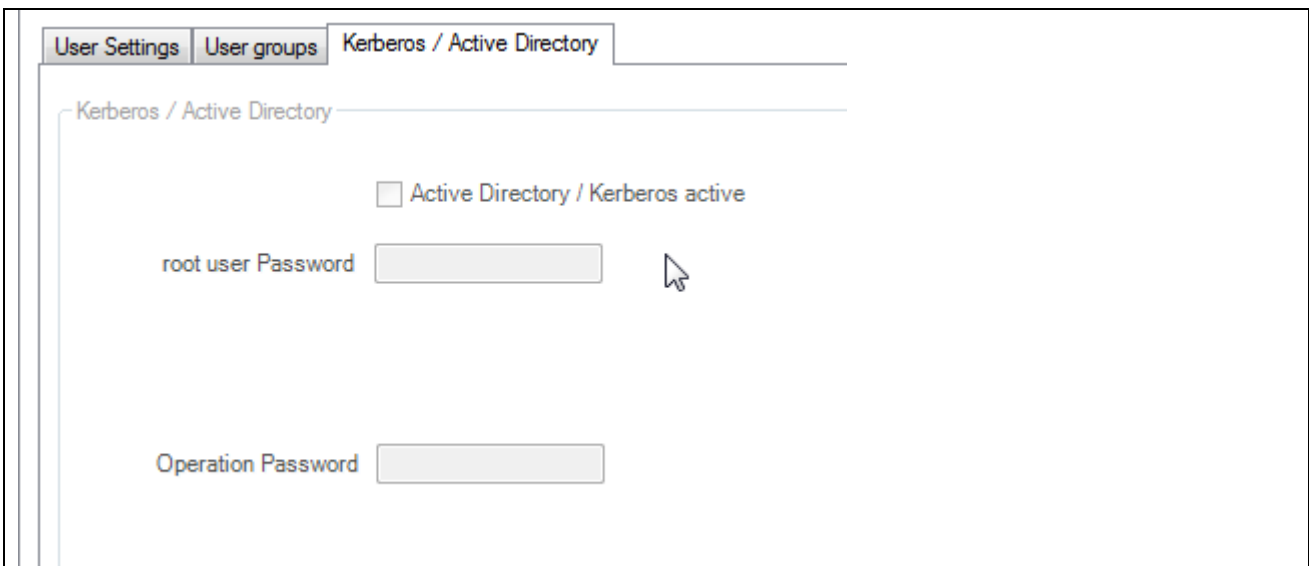 User Settings User groups Kerberos / Active Directory
Kerberos / Active Directory
Active Directory / Kerberos active
root user Password
Operation Password